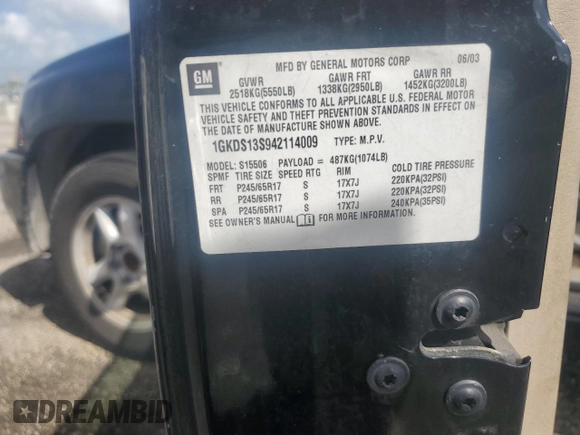 GM
MFD BY GENERAL MOTORS CORP 06/03
GVWR GAWR FRT GAWR RR
2518KG(5550LB) 1338KG(2950LB) 1452KG(3200LB)
THIS VEHICLE CONFORMS TO ALL APPLICABLE U.S. FEDERAL MOTOR
VEHICLE SAFETY AND THEFT PREVENTION STANDARDS IN EFFECT ON
THE DATE OF MANUFACTURE SHOWN ABOVE.
1GKDS13S942114009 TYPE: M.P.V.
MODEL: S15506 PAYLOAD = 487KG(1074LB)
SPMF TIRE SIZE SPEED RTG RIM COLD TIRE PRESSURE
FRT P245/65R17 S 17X7J 220KPA(32PSI)
RR P245/65R17 S 17X7J 220KPA(32PSI)
SPA P245/65R17 S 17X7J 240KPA(35PSI)
SEE OWNER'S MANUAL FOR MORE INFORMATION.
DREAMBID